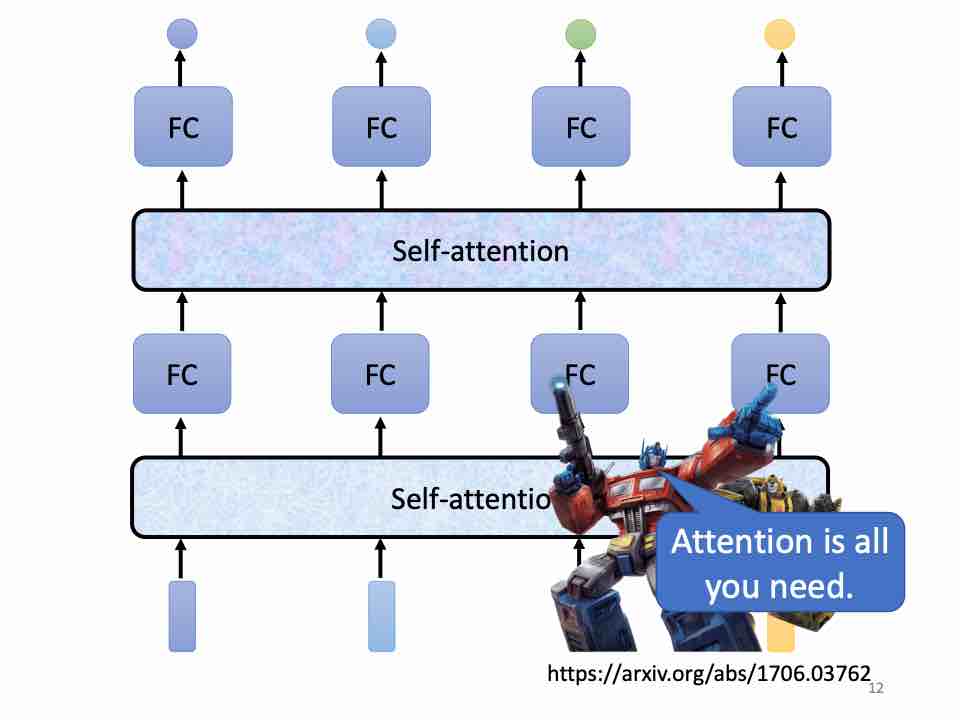 FC FC FC FC
Self-attention
FC FC FC FC
Self-attentio
Attention is all
you need.
https://arxiv.org/abs/1706.03762
12